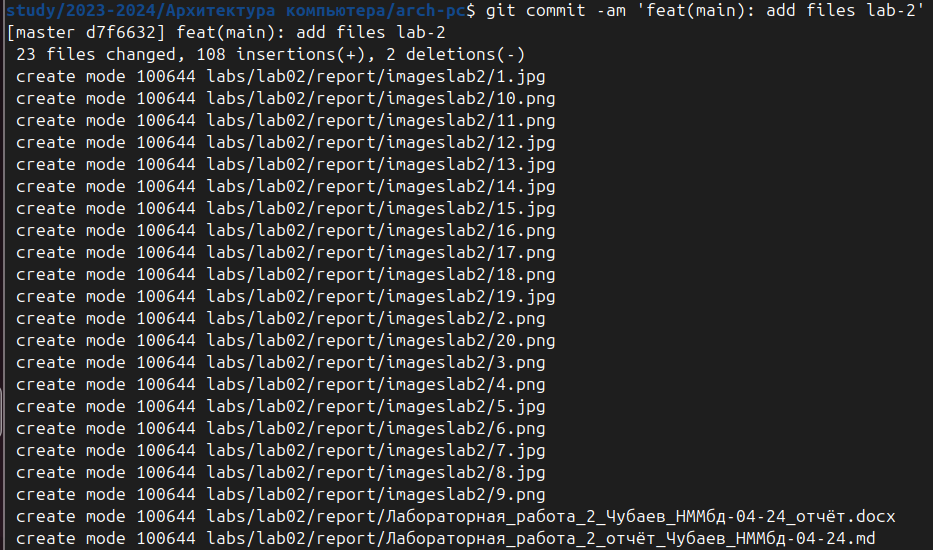 study/2023-2024/Архитектура компьютера/arch-pc$ git commit -am 'feat(main): add files lab-2'
[master d7f6632] feat(main): add files lab-2
 23 files changed, 108 insertions(+), 2 deletions(-)
 create mode 100644 labs/lab02/report/imageslab2/1.jpg
 create mode 100644 labs/lab02/report/imageslab2/10.png
 create mode 100644 labs/lab02/report/imageslab2/11.png
 create mode 100644 labs/lab02/report/imageslab2/12.jpg
 create mode 100644 labs/lab02/report/imageslab2/13.jpg
 create mode 100644 labs/lab02/report/imageslab2/14.jpg
 create mode 100644 labs/lab02/report/imageslab2/15.jpg
 create mode 100644 labs/lab02/report/imageslab2/16.png
 create mode 100644 labs/lab02/report/imageslab2/17.png
 create mode 100644 labs/lab02/report/imageslab2/18.png
 create mode 100644 labs/lab02/report/imageslab2/19.jpg
 create mode 100644 labs/lab02/report/imageslab2/2.png
 create mode 100644 labs/lab02/report/imageslab2/20.png
 create mode 100644 labs/lab02/report/imageslab2/3.png
 create mode 100644 labs/lab02/report/imageslab2/4.png
 create mode 100644 labs/lab02/report/imageslab2/5.jpg
 create mode 100644 labs/lab02/report/imageslab2/6.png
 create mode 100644 labs/lab02/report/imageslab2/7.jpg
 create mode 100644 labs/lab02/report/imageslab2/8.jpg
 create mode 100644 labs/lab02/report/imageslab2/9.png
 create mode 100644 labs/lab02/report/Лабораторная_работа_2_Чубаев_НММбд-04-24_отчёт.docx
 create mode 100644 labs/lab02/report/Лабораторная_работа_2_отчёт_Чубаев_НММбд-04-24.md